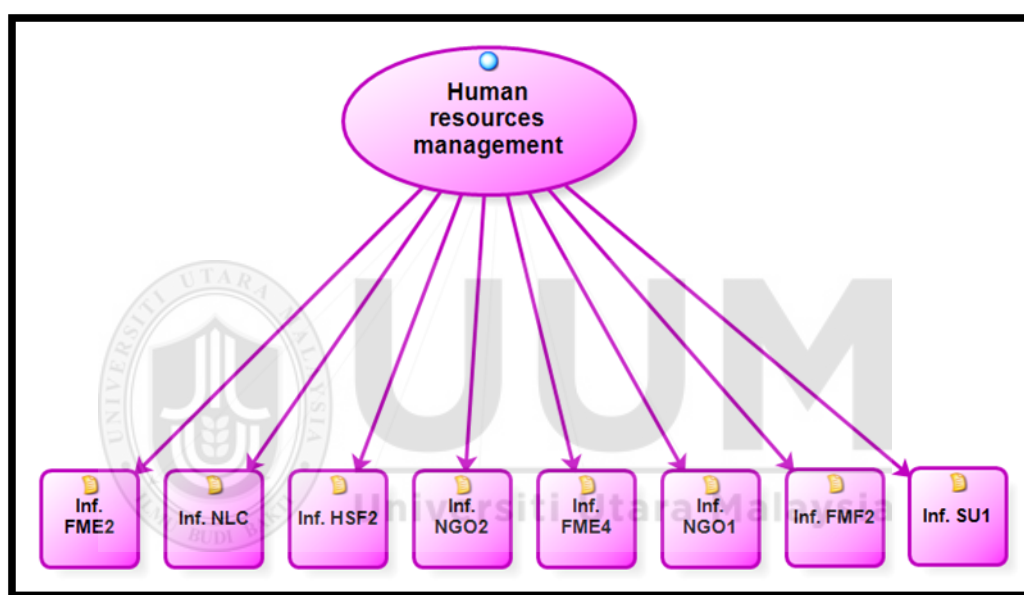 Human
resources
management
UUM
Universiti Utara Malaysia
UNIVERSITI UTARA MALAYSIA
Inf.
FME2
Inf. NLC
Inf. HSF2
Inf.
NGO2
Inf.
FME4
Inf.
NGO1
Inf. FMF2
Inf. SU1
BUDI